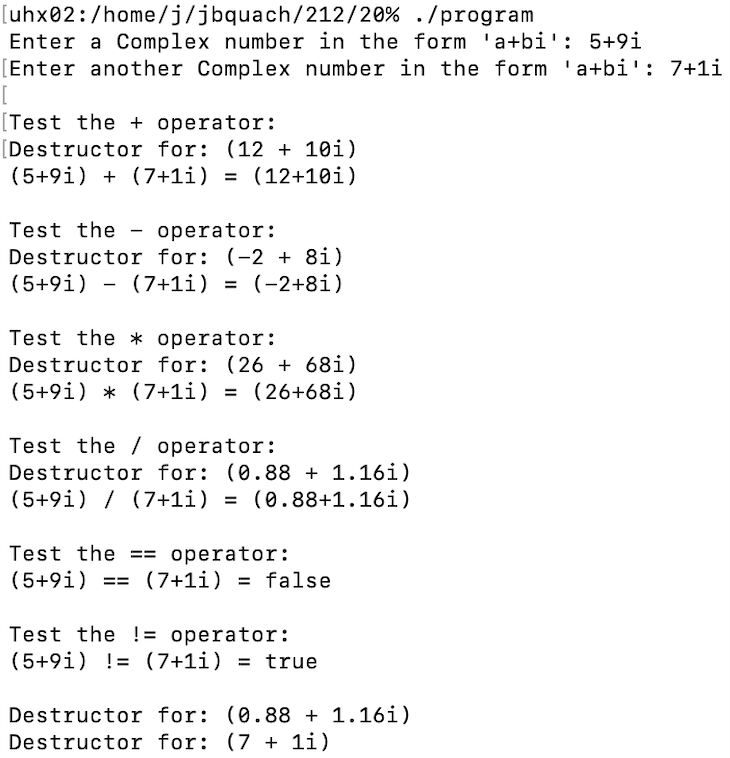 [uhx02:/home/j/jbquach/212/20% ./program
Enter a Complex number in the form 'a+bi': 5+9i
[Enter another Complex number in the form 'a+bi': 7+1i
[
[Test the + operator:
[Destructor for: (12 + 10i)
(5+9i) + (7+1i) = (12+10i)
Test the - operator:
Destructor for: (-2 + 8i)
(5+9i) - (7+1i) = (-2+8i)
Test the * operator:
Destructor for: (26 + 68i)
(5+9i) * (7+1i) = (26+68i)
Test the / operator:
Destructor for: (0.88 + 1.16i)
(5+9i) / (7+1i) = (0.88+1.16i)
Test the == operator:
(5+9i) == (7+1i) = false
Test the != operator:
(5+9i) != (7+1i) = true
Destructor for: (0.88 + 1.16i)
Destructor for: (7 + 1i)